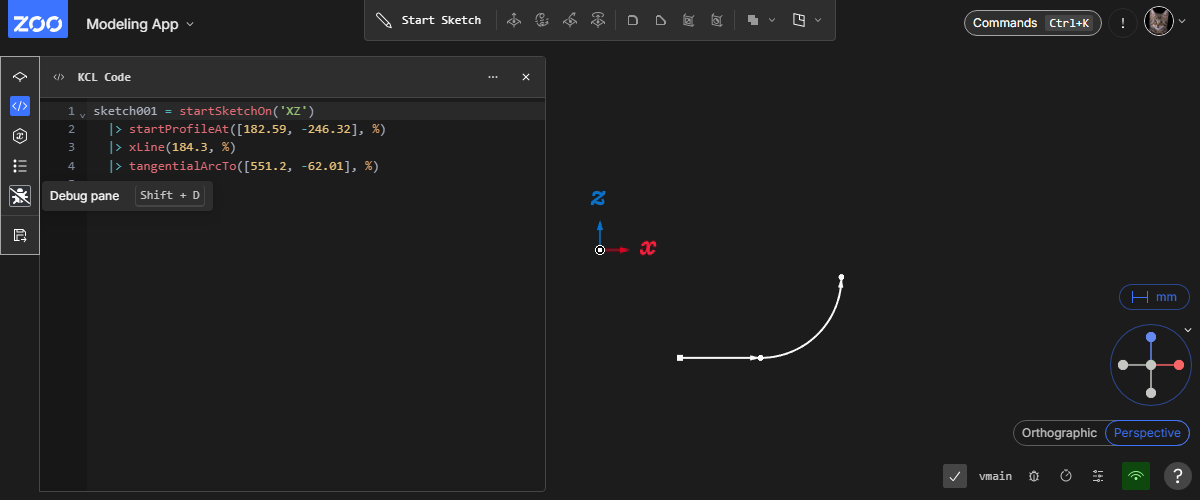 ZOO
Modeling App
Start Sketch
Commands Ctrl+K
!
</> KCL Code
1 sketch001 = startSketchOn('XZ')
2 |> startProfileAt([182.59, -246.32], %)
3 |> xLine(184.3, %)
4 |> tangentialArcTo([551.2, -62.01], %)
Debug pane Shift + D
z
x
mm
Orthographic Perspective
vmain
?